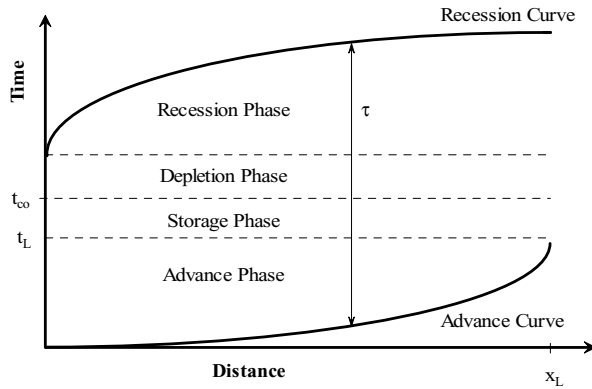 Recession Curve
Time
Recession Phase
τ
Depletion Phase
t_co
Storage Phase
t_L
Advance Phase
Advance Curve
Distance
x_L